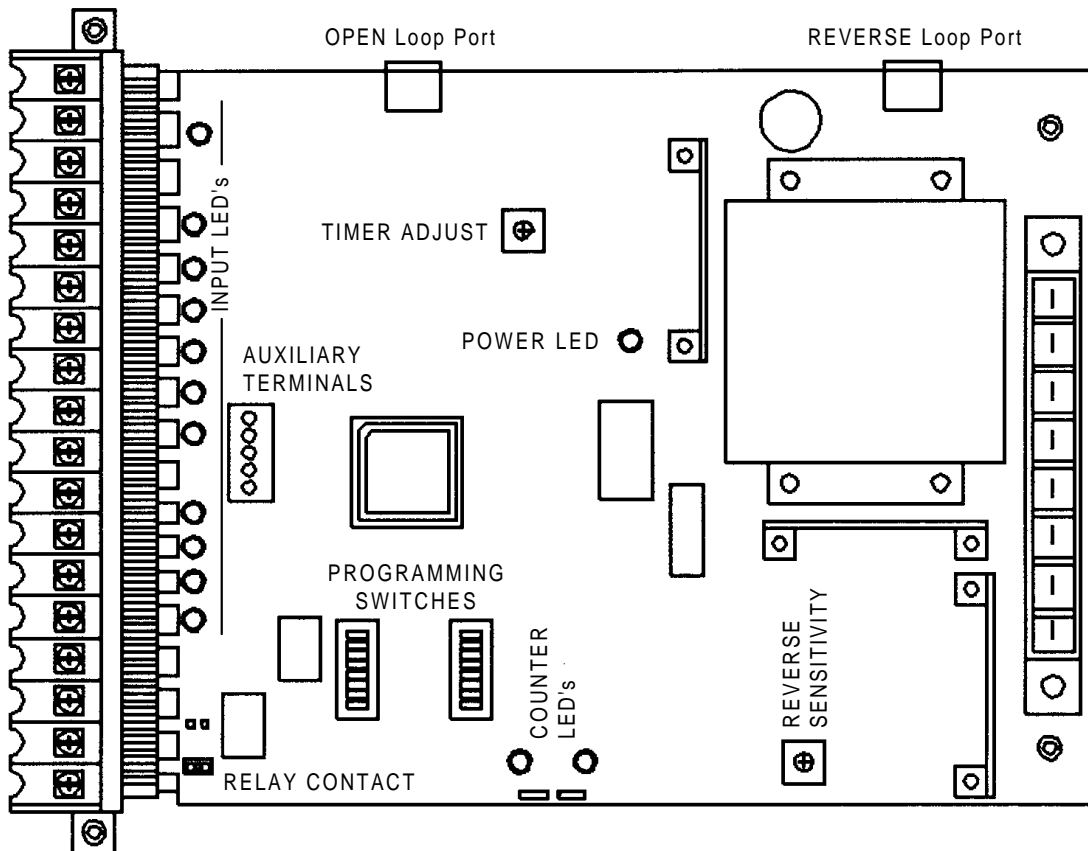 OPEN Loop Port
REVERSE Loop Port
INPUT LED's
TIMER ADJUST
POWER LED
AUXILIARY
TERMINALS
PROGRAMMING
SWITCHES
COUNTER
LED's
REVERSE
SENSITIVITY
RELAY CONTACT